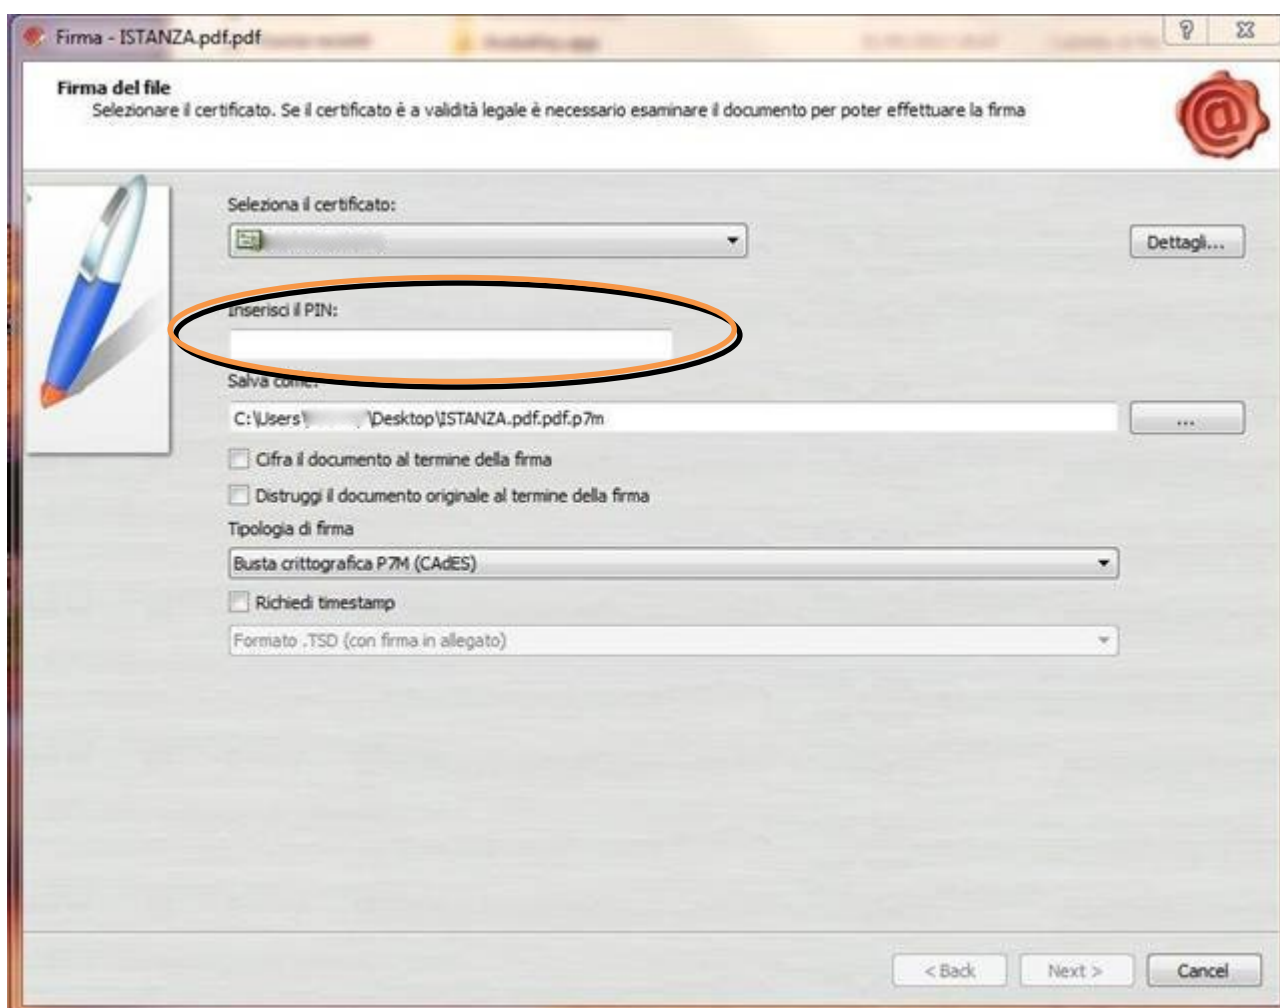 Firma - ISTANZA.pdf.pdf
Firma del file
Selezionare il certificato. Se il certificato è a validità legale è necessario esaminare il documento per poter effettuare la firma
Seleziona il certificato:
Dettagli...
Inserisci il PIN:
Salva come:
C:\Users\ \Desktop\ISTANZA.pdf.pdf.p7m
...
Cifra il documento al termine della firma
Distruggi il documento originale al termine della firma
Tipologia di firma
Busta crittografica P7M (CAdES)
Richiedi timestamp
Formato .TSD (con firma in allegato)
< Back Next > Cancel